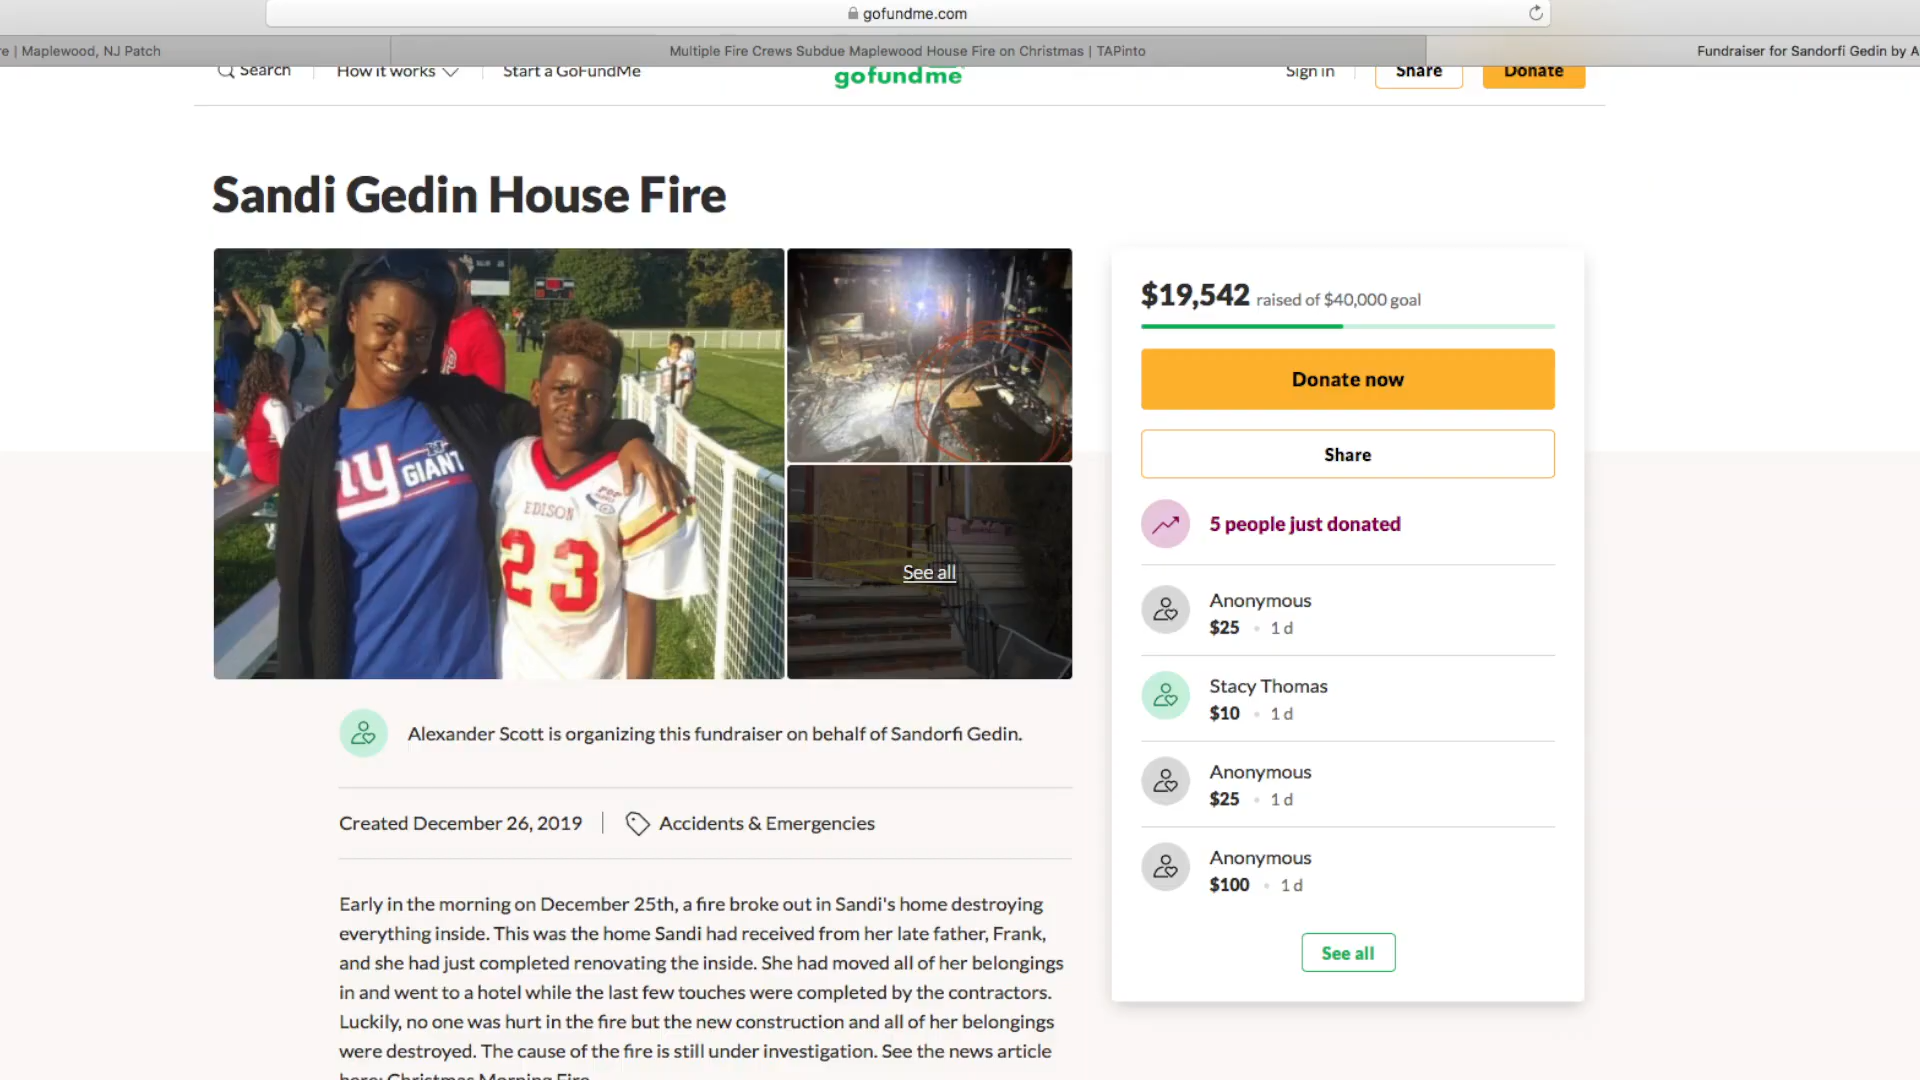 gofundme.com
re | Maplewood, NJ Patch
Multiple Fire Crews Subdue Maplewood House Fire on Christmas | TAPinto
Fundraiser for Sandorfi Gedin by A
Search
How it works
Start a GoFundMe
gofundme
Sign in
Share
Donate
Sandi Gedin House Fire
ny GIANT
EDISON
23
See all
$19,542 raised of $40,000 goal
Donate now
Share
5 people just donated
Anonymous
$25 • 1 d
Stacy Thomas
$10 • 1 d
Anonymous
$25 • 1 d
Anonymous
$100 • 1 d
See all
Alexander Scott is organizing this fundraiser on behalf of Sandorfi Gedin.
Created December 26, 2019
Accidents & Emergencies
Early in the morning on December 25th, a fire broke out in Sandi's home destroying
everything inside. This was the home Sandi had received from her late father, Frank,
and she had just completed renovating the inside. She had moved all of her belongings
in and went to a hotel while the last few touches were completed by the contractors.
Luckily, no one was hurt in the fire but the new construction and all of her belongings
were destroyed. The cause of the fire is still under investigation. See the news article
here: Christmas Morning Fire